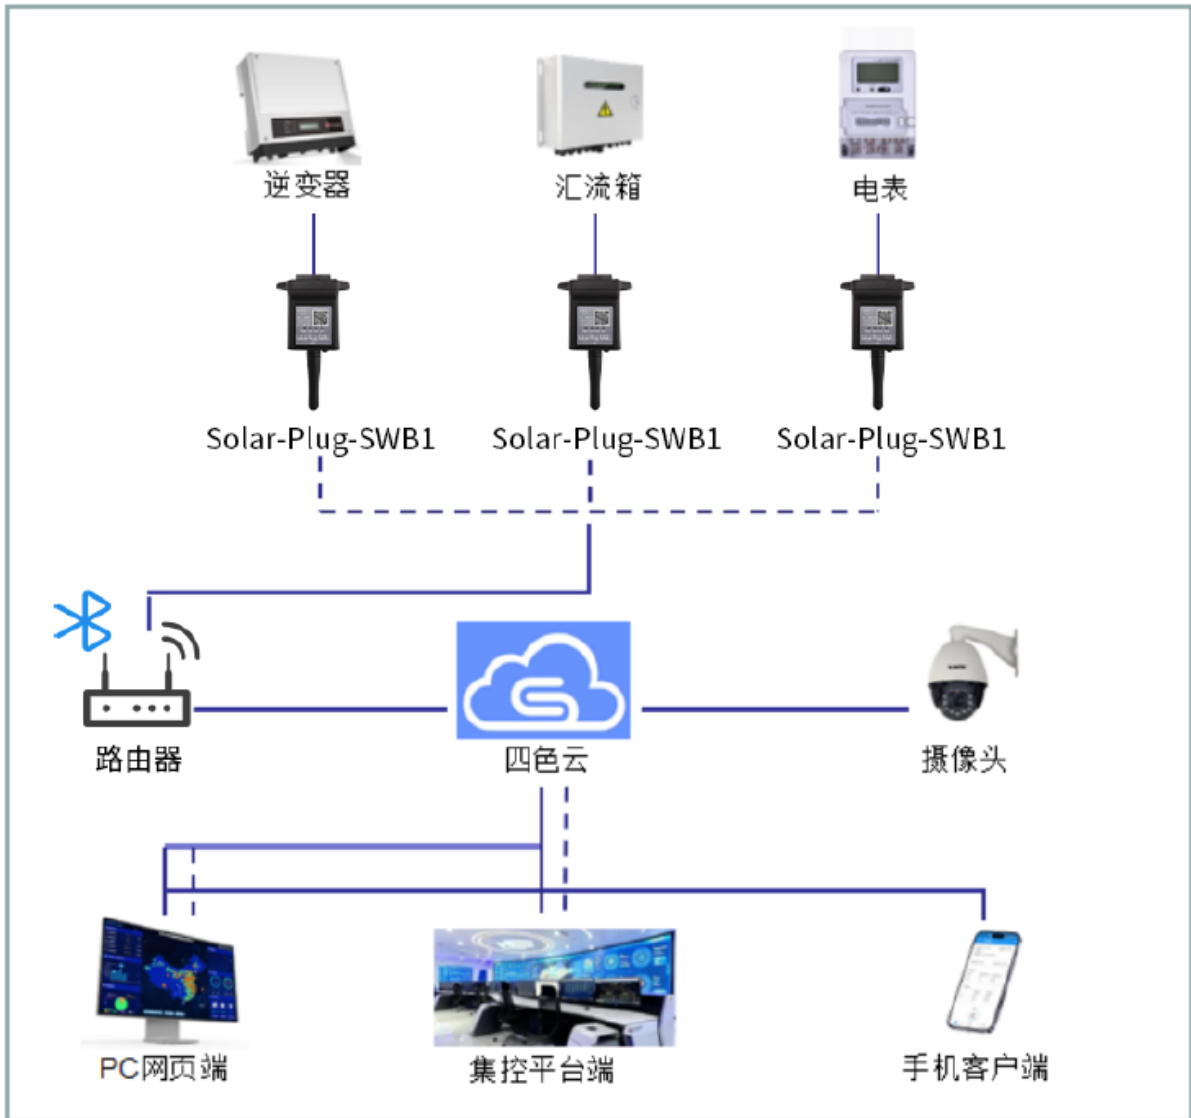 逆变器
汇流箱
电表
Solar-Plug-SWB1
Solar-Plug-SWB1
Solar-Plug-SWB1
路由器
四色云
摄像头
PC网页端
集控平台端
手机客户端